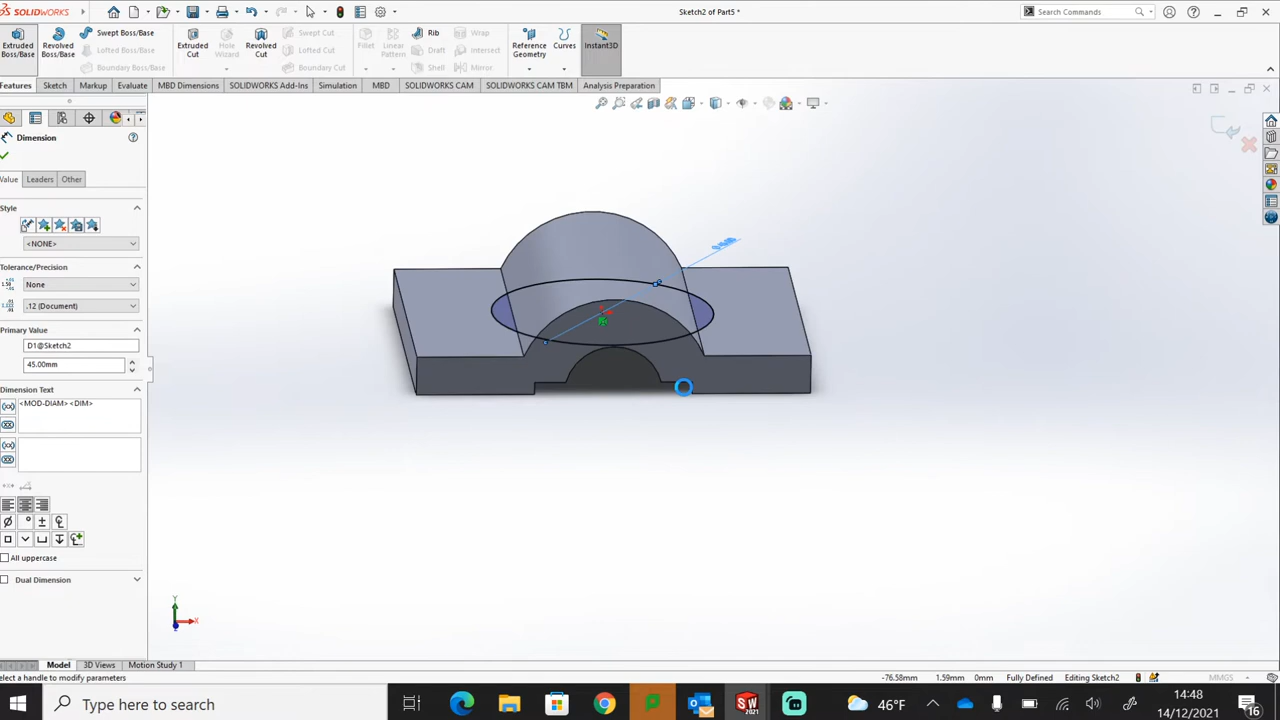 SOLIDWORKS
Sketch2 of Part5 *
Search Commands
Extruded Boss/Base
Revolved Boss/Base
Swept Boss/Base
Lofted Boss/Base
Boundary Boss/Base
Extruded Cut
Hole Wizard
Revolved Cut
Swept Cut
Lofted Cut
Boundary Cut
Fillet
Linear Pattern
Rib
Draft
Shell
Wrap
Intersect
Mirror
Reference Geometry
Curves
Instant3D
Features
Sketch
Markup
Evaluate
MBD Dimensions
SOLIDWORKS Add-Ins
Simulation
MBD
SOLIDWORKS CAM
SOLIDWORKS CAM TBM
Analysis Preparation
Dimension
Value
Leaders
Other
Style
<NONE>
Tolerance/Precision
None
.12 (Document)
Primary Value
D1@Sketch2
45.00mm
Dimension Text
<MOD-DIAM><DIM>
All uppercase
Dual Dimension
Y
X
Z
Model
3D Views
Motion Study 1
elect a handle to modify parameters
-76.58mm
1.59mm
0mm
Fully Defined
Editing Sketch2
MMGS
Type here to search
46°F
14:48
14/12/2021
16